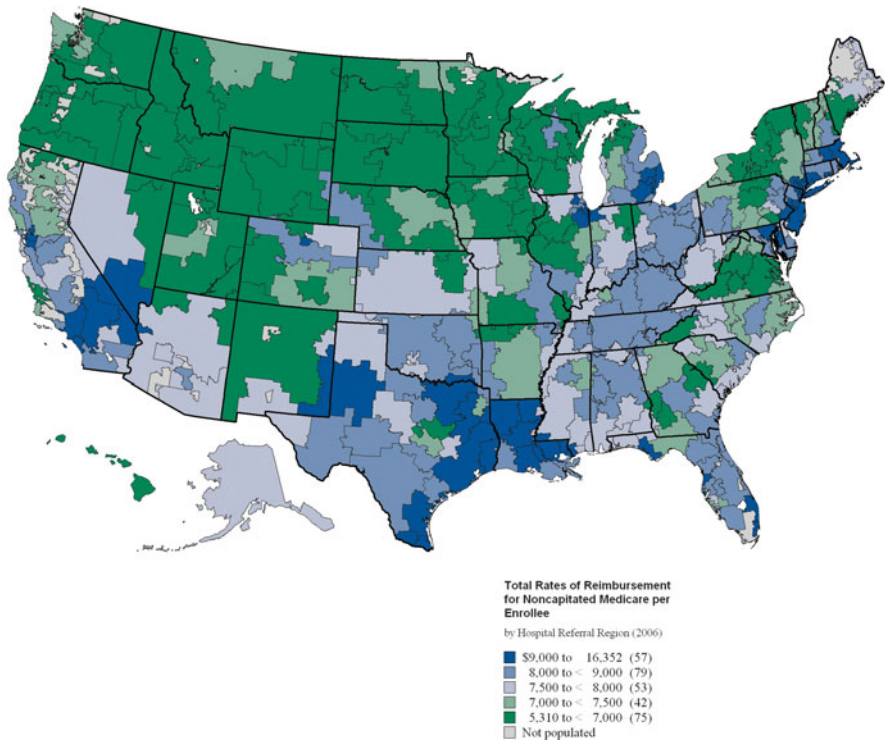 Total Rates of Reimbursement
for Noncapitated Medicare per
Enrollee
by Hospital Referral Region (2006)
$9,000 to 16,352 (57)
8,000 to < 9,000 (79)
7,500 to < 8,000 (53)
7,000 to < 7,500 (42)
5,310 to < 7,000 (75)
Not populated